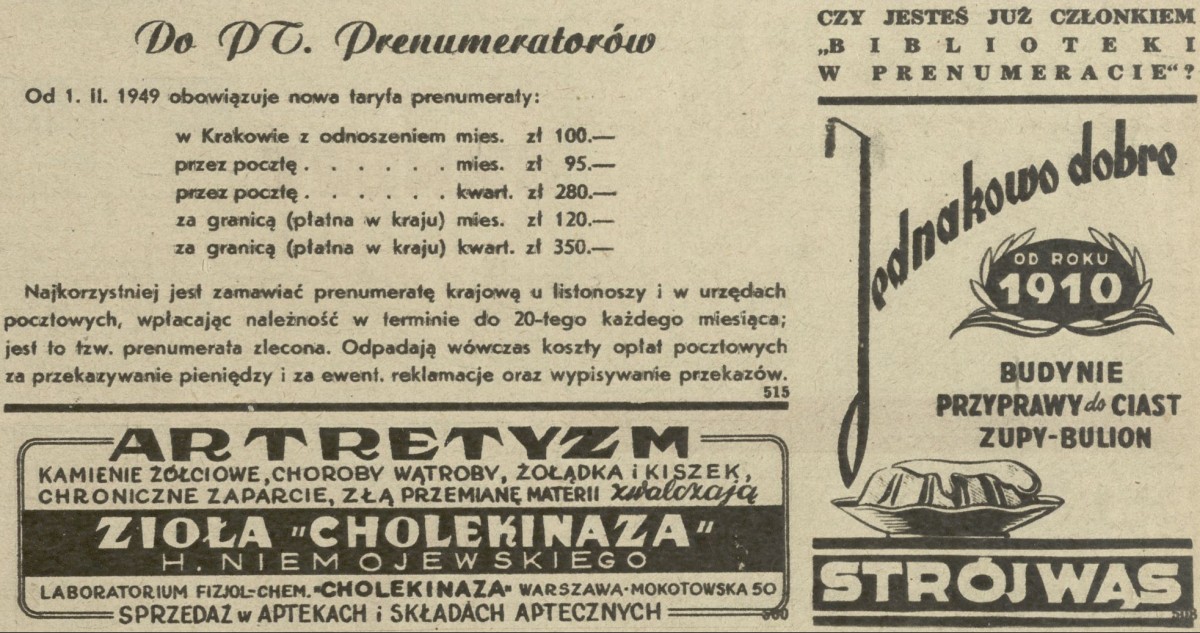 Do PT. Prenumeratorów
Od 1. II. 1949 obowiązuje nowa taryfa prenumeraty:
w Krakowie z odnoszeniem mies. zł 100.—
przez pocztę . . . . . . mies. zł 95.—
przez pocztę . . . . . . kwart. zł 280.—
za granicą (płatna w kraju) mies. zł 120.—
za granicą (płatna w kraju) kwart. zł 350.—
Najkorzystniej jest zamawiać prenumeratę krajową u listonoszy i w urzędach
pocztowych, wpłacając należność w terminie do 20-tego każdego miesiąca;
jest to tzw. prenumerata zlecona. Odpadają wówczas koszty opłat pocztowych
za przekazywanie pieniędzy i za ewent. reklamacje oraz wypisywanie przekazów.
515
ARTRETYZM
KAMIENIE ŻÓŁCIOWE, CHOROBY WĄTROBY, ŻOŁĄDKA i KISZEK,
CHRONICZNE ZAPARCIE, ZŁĄ PRZEMIANĘ MATERII zwalczają
ZIOŁA "CHOLEKINAZA"
H. NIEMOJEWSKIEGO
LABORATORIUM FIZJOL-CHEM. "CHOLEKINAZA" WARSZAWA-MOKOTOWSKA 50
SPRZEDAŻ w APTEKACH i SKŁADACH APTECZNYCH
CZY JESTEŚ JUŻ CZŁONKIEM
„BIBLIOTEKI
W PRENUMERACIE"?
Jednakowo dobre
OD ROKU
1910
BUDYNIE
PRZYPRAWY do CIAST
ZUPY-BULION
STRÓJWĄS